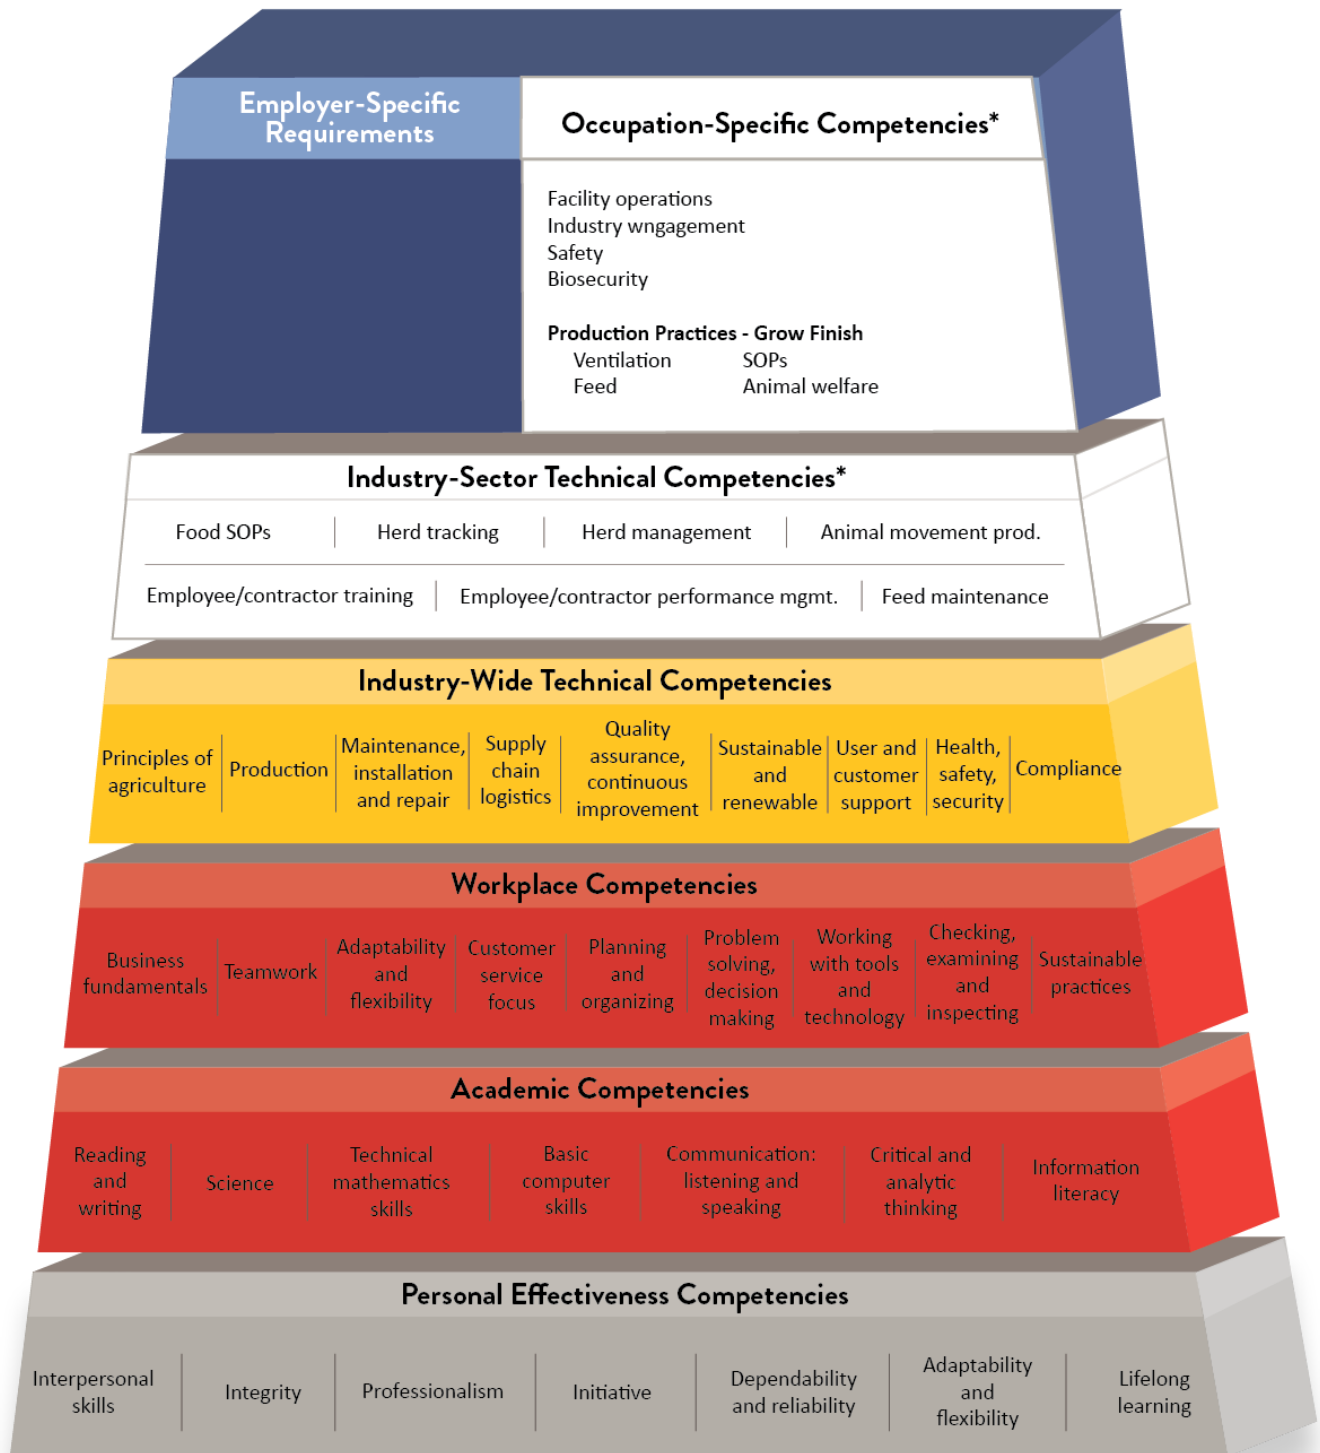 Employer-Specific
Requirements
Occupation-Specific Competencies*
Facility operations
Industry wngagement
Safety
Biosecurity
Production Practices - Grow Finish
Ventilation SOPs
Feed Animal welfare
Industry-Sector Technical Competencies*
Food SOPs
Herd tracking
Herd management
Animal movement prod.
Employee/contractor training
Employee/contractor performance mgmt.
Feed maintenance
Industry-Wide Technical Competencies
Principles of
agriculture
Production
Maintenance,
installation
and repair
Supply
chain
logistics
Quality
assurance,
continuous
improvement
Sustainable
and
renewable
User and
customer
support
Health,
safety,
security
Compliance
Workplace Competencies
Business
fundamentals
Teamwork
Adaptability
and
flexibility
Customer
service
focus
Planning
and
organizing
Problem
solving,
decision
making
Working
with tools
and
technology
Checking,
examining
and
inspecting
Sustainable
practices
Academic Competencies
Reading
and
writing
Science
Technical
mathematics
skills
Basic
computer
skills
Communication:
listening and
speaking
Critical and
analytic
thinking
Information
literacy
Personal Effectiveness Competencies
Interpersonal
skills
Integrity
Professionalism
Initiative
Dependability
and reliability
Adaptability
and
flexibility
Lifelong
learning